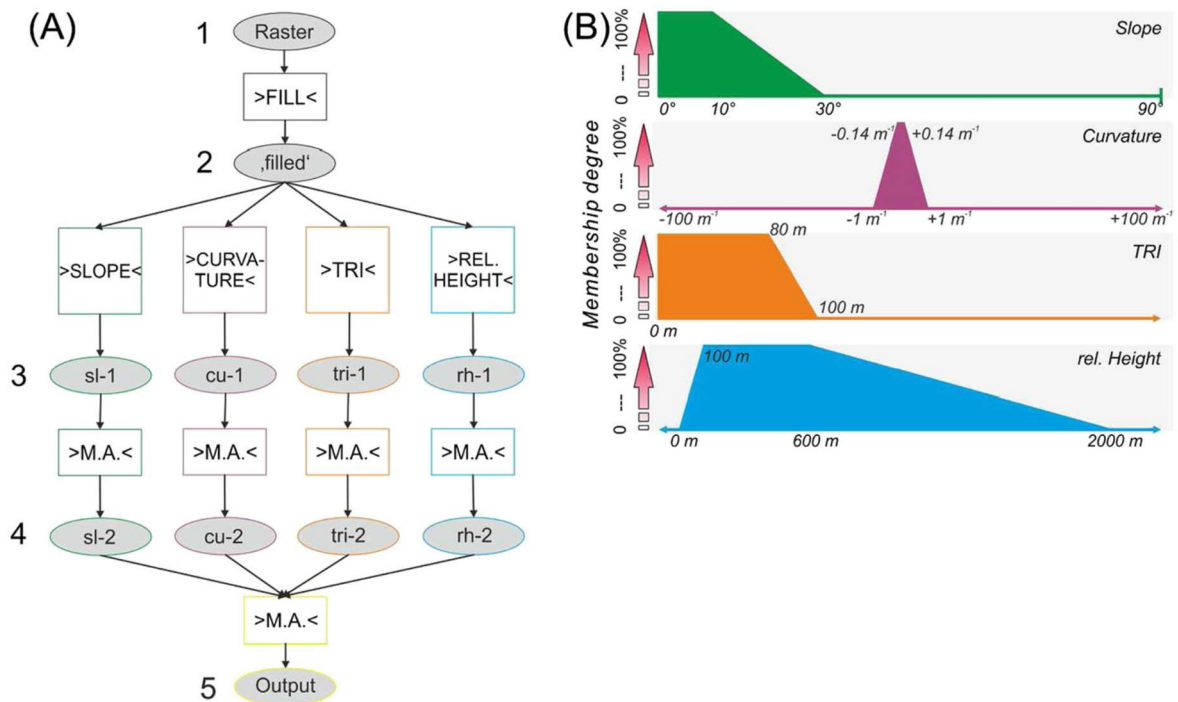 (A)
1
Raster
>FILL<
2
‚filled‘
>SLOPE<
>CURVA-
TURE<
>TRI<
>REL.
HEIGHT<
3
sl-1
cu-1
tri-1
rh-1
>M.A.<
>M.A.<
>M.A.<
>M.A.<
4
sl-2
cu-2
tri-2
rh-2
>M.A.<
5
Output
(B)
Membership degree
0 --- 100%
Slope
0°
10°
30°
90°
0 --- 100%
-0.14 m⁻¹
+0.14 m⁻¹
Curvature
-100 m⁻¹
-1 m⁻¹
+1 m⁻¹
+100 m⁻¹
0 --- 100%
80 m
TRI
100 m
0 m
0 --- 100%
100 m
rel. Height
0 m
600 m
2000 m